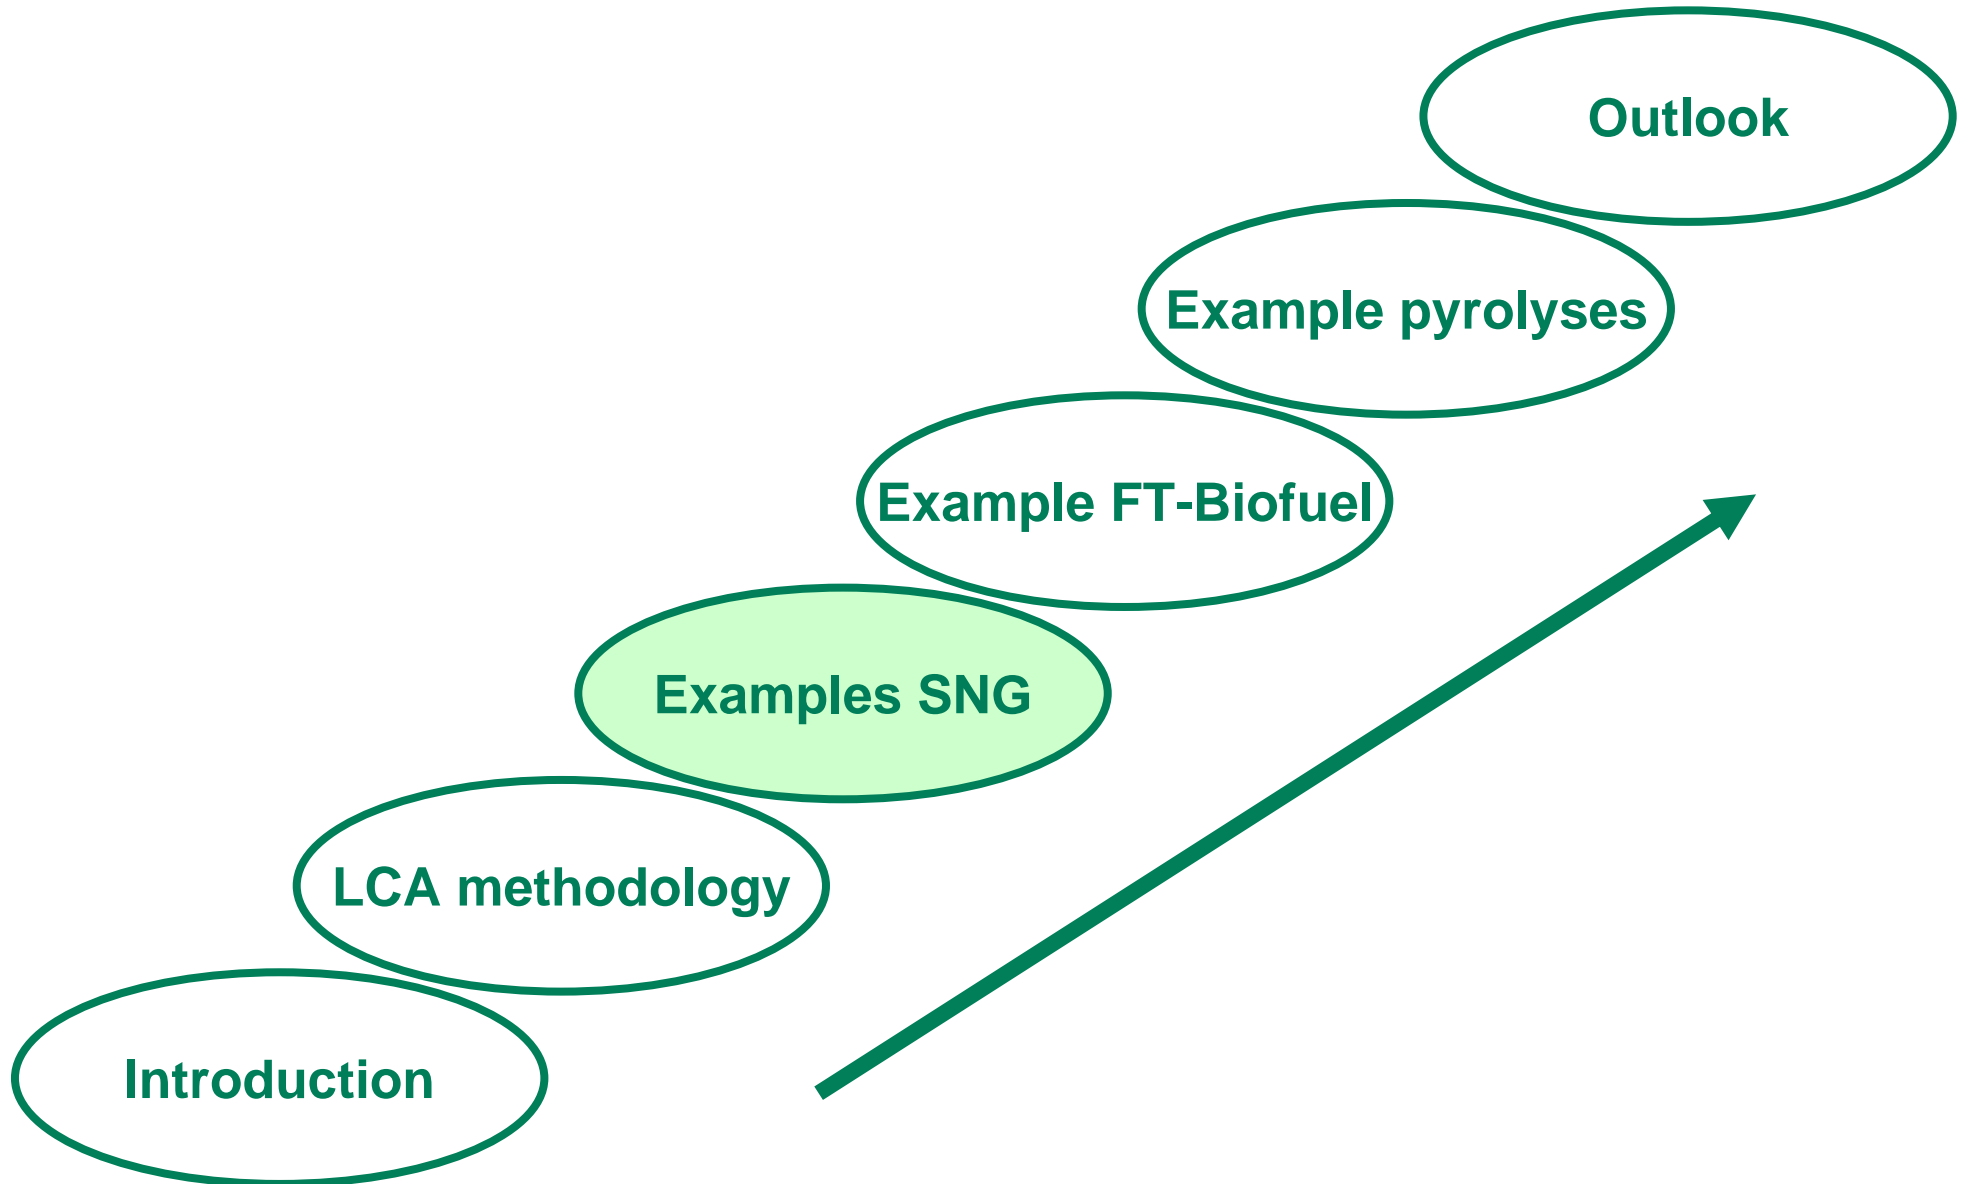 Outlook
Example pyrolyses
Example FT-Biofuel
Examples SNG
LCA methodology
Introduction